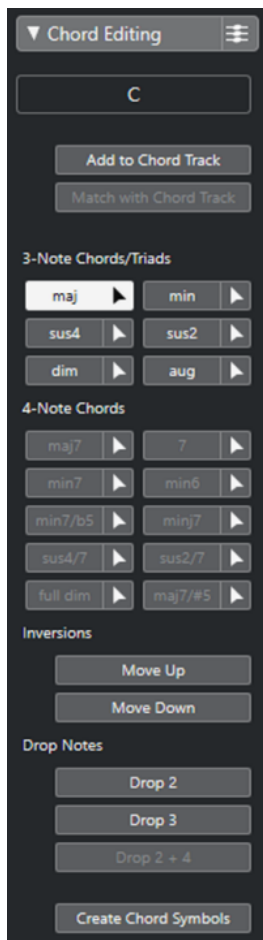 Chord Editing
C
Add to Chord Track
Match with Chord Track
3-Note Chords/Triads
maj min
sus4 sus2
dim aug
4-Note Chords
maj7 7
min7 min6
min7/b5 minj7
sus4/7 sus2/7
full dim maj7/#5
Inversions
Move Up
Move Down
Drop Notes
Drop 2
Drop 3
Drop 2 + 4
Create Chord Symbols